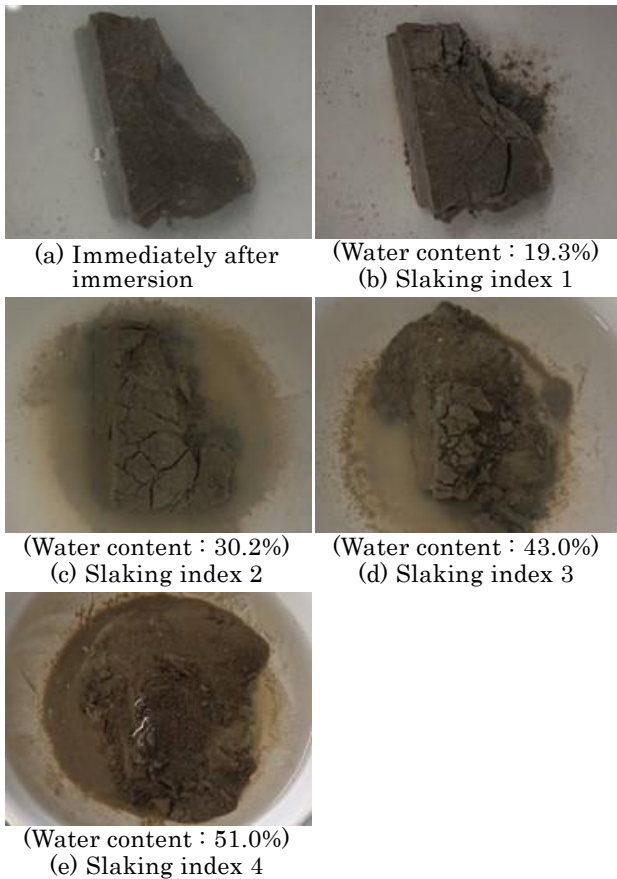 (a) Immediately after
immersion
(Water content : 19.3%)
(b) Slaking index 1
(Water content : 30.2%)
(c) Slaking index 2
(Water content : 43.0%)
(d) Slaking index 3
(Water content : 51.0%)
(e) Slaking index 4